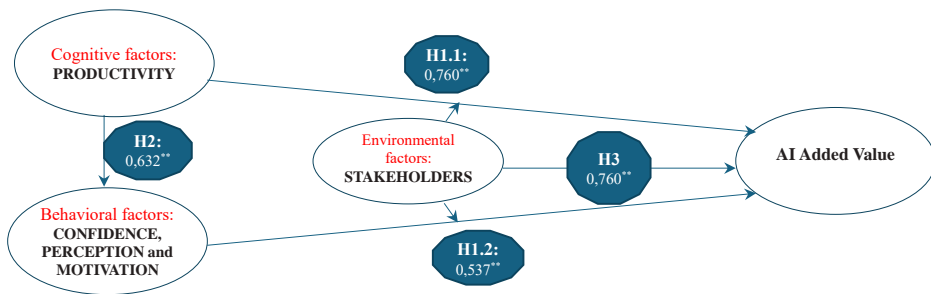 Cognitive factors:
PRODUCTIVITY
H1.1:
0,760**
H2:
0,632**
Environmental
factors:
STAKEHOLDERS
H3
0,760**
AI Added Value
Behavioral factors:
CONFIDENCE,
PERCEPTION and
MOTIVATION
H1.2:
0,537**